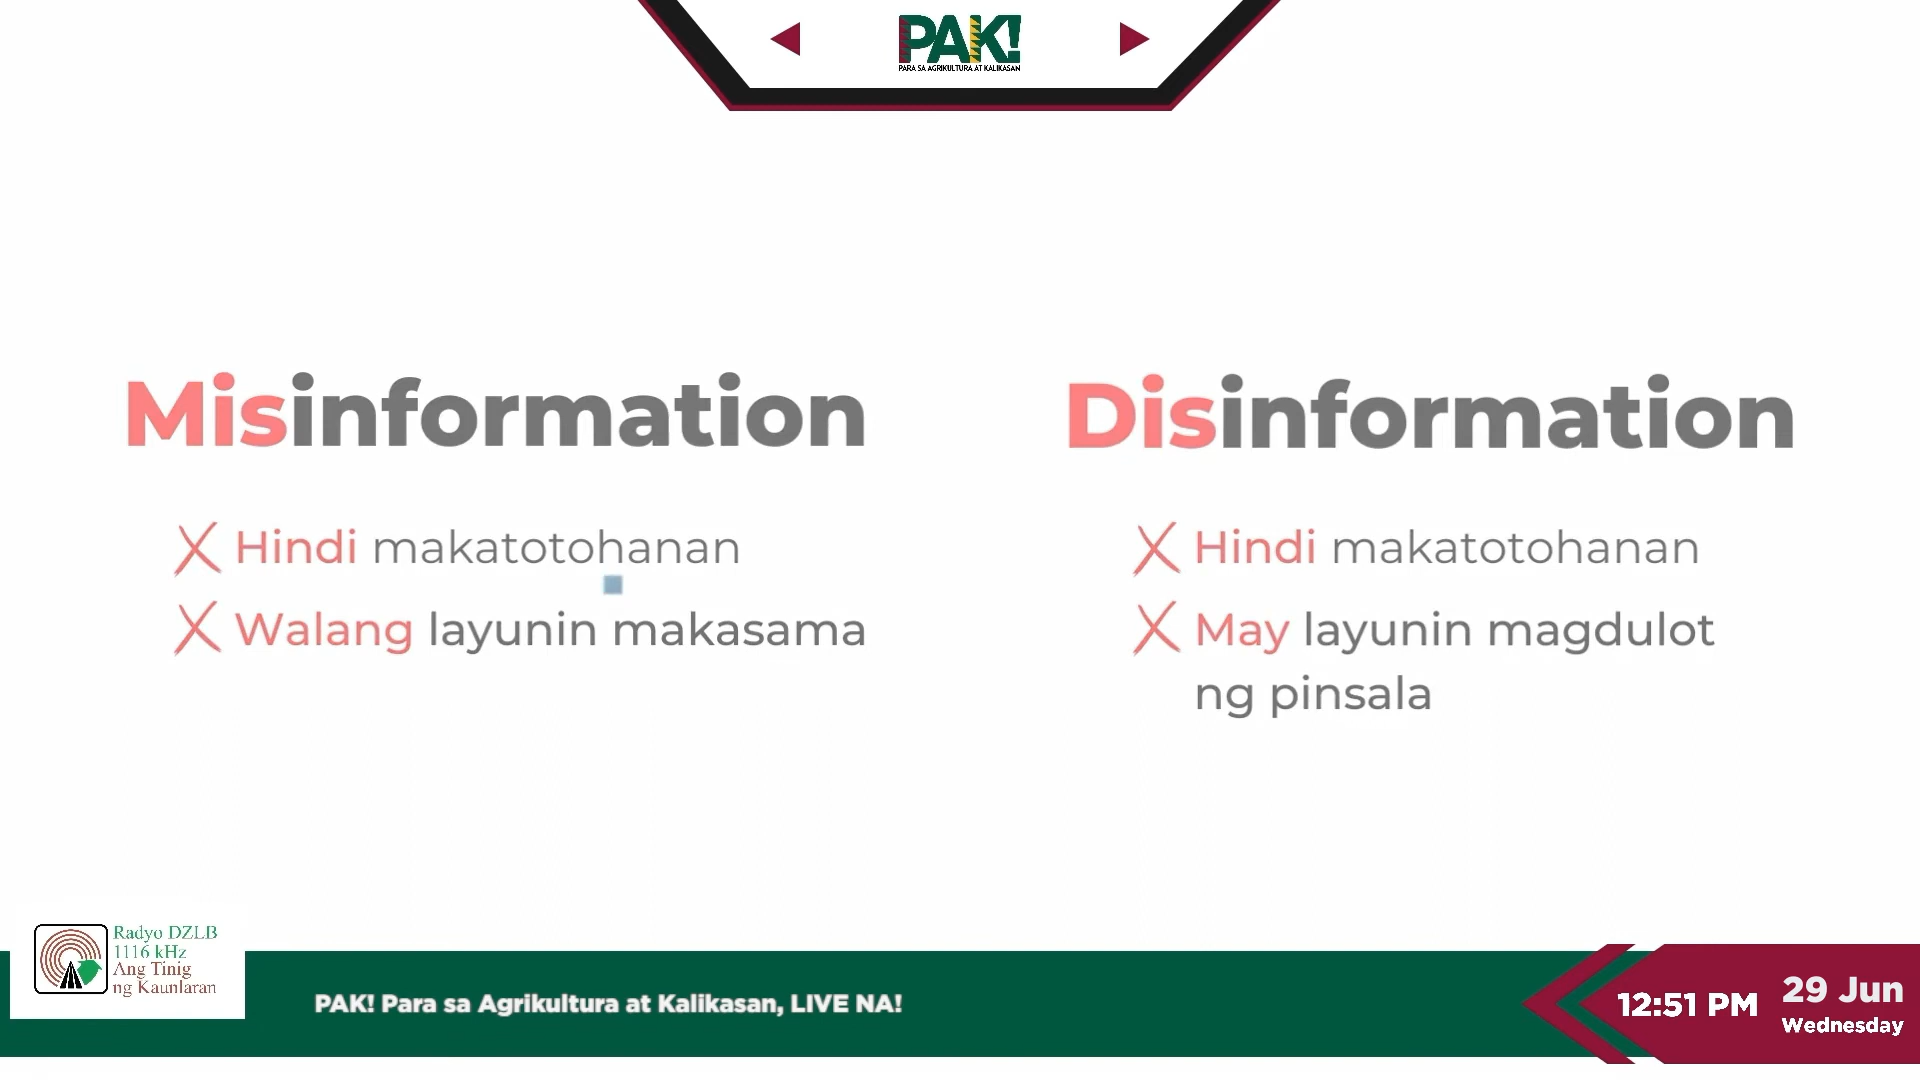 PAK!
PARA SA AGRIKULTURA AT KALIKASAN
Misinformation
Hindi makatotohanan
Walang layunin makasama
Disinformation
Hindi makatotohanan
May layunin magdulot
ng pinsala
Radyo DZLB
1116 kHz
Ang Tinig
ng Kaunlaran
PAK! Para sa Agrikultura at Kalikasan, LIVE NA!
12:51 PM
29 Jun
Wednesday